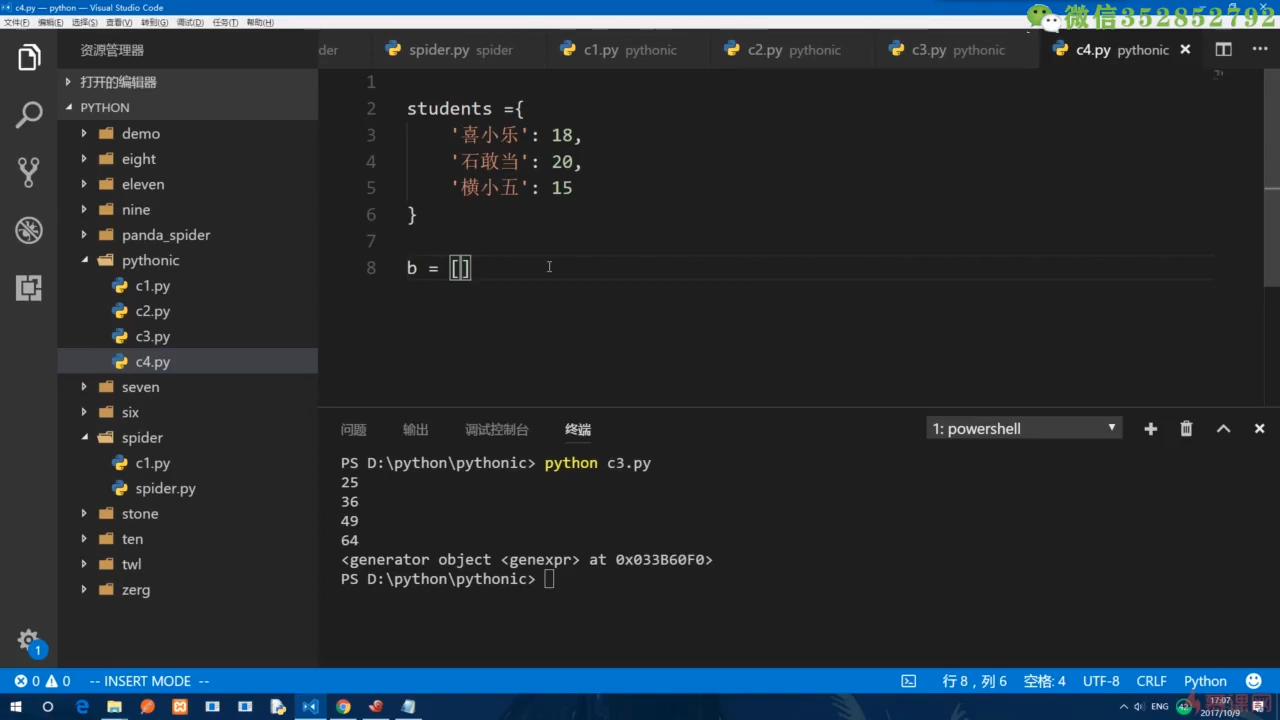 c4.py — python — Visual Studio Code
微信352852792
文件(F) 编辑(E) 选择(S) 查看(V) 转到(G) 调试(D) 任务(T) 帮助(H)
资源管理器
der spider.py spider c1.py pythonic c2.py pythonic c3.py pythonic c4.py pythonic
打开的编辑器
PYTHON
demo
eight
eleven
nine
panda_spider
pythonic
c1.py
c2.py
c3.py
c4.py
seven
six
spider
c1.py
spider.py
stone
ten
twl
zerg
1
2 students ={
3 '喜小乐': 18,
4 '石敢当': 20,
5 '横小五': 15
6 }
7
8 b = []
问题 输出 调试控制台 终端 1: powershell
PS D:\python\pythonic> python c3.py
25
36
49
64
<generator object <genexpr> at 0x033B60F0>
PS D:\python\pythonic>
1
0 0 -- INSERT MODE -- 行 8，列 6 空格: 4 UTF-8 CRLF Python
ENG 42 17:07
2017/10/9
慕课网